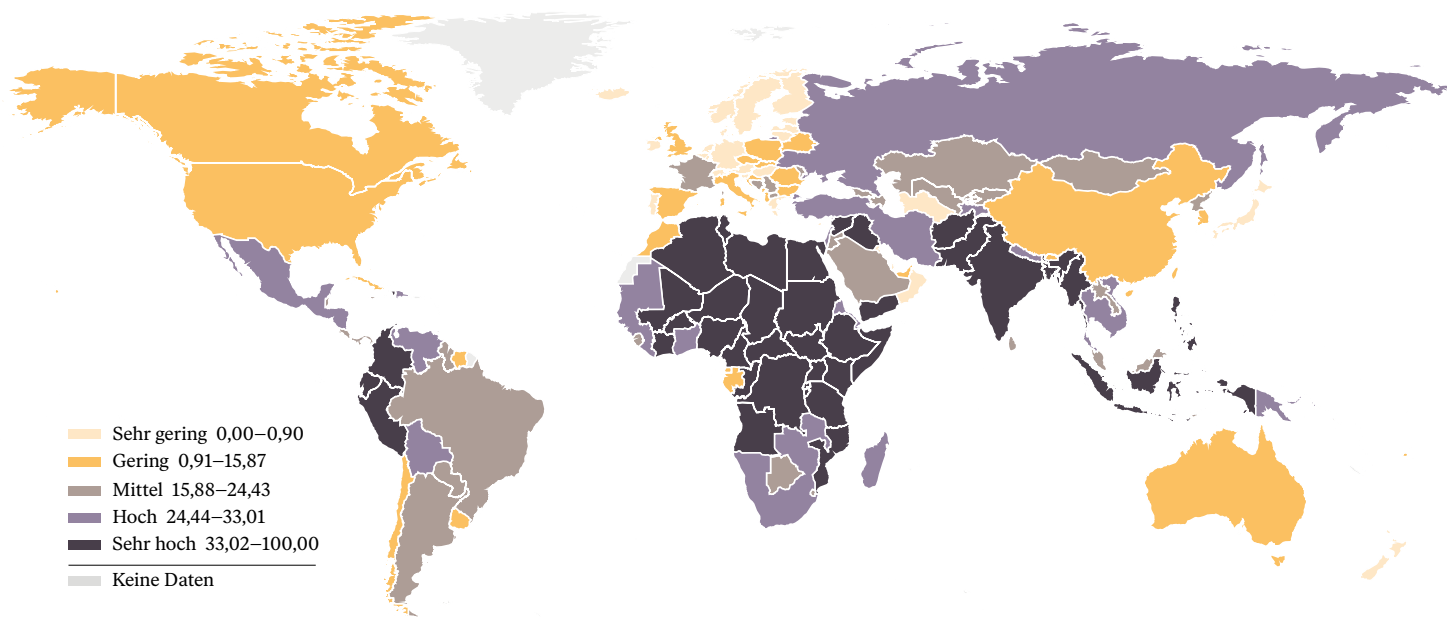 Sehr gering 0,00–0,90
Gering 0,91–15,87
Mittel 15,88–24,43
Hoch 24,44–33,01
Sehr hoch 33,02–100,00
Keine Daten